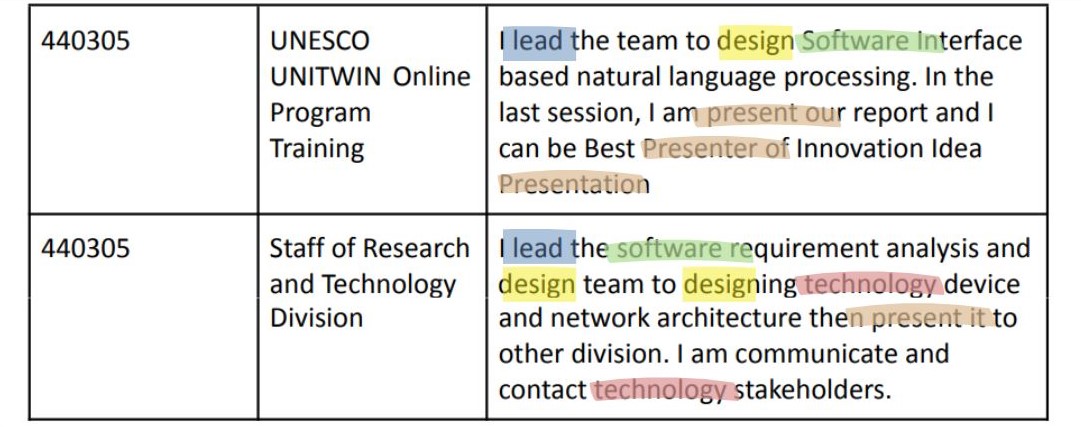 440305
UNESCO
UNITWIN Online
Program
Training
I lead the team to design Software Interface
based natural language processing. In the
last session, I am present our report and I
can be Best Presenter of Innovation Idea
Presentation
440305
Staff of Research
and Technology
Division
I lead the software requirement analysis and
design team to designing technology device
and network architecture then present it to
other division. I am communicate and
contact technology stakeholders.